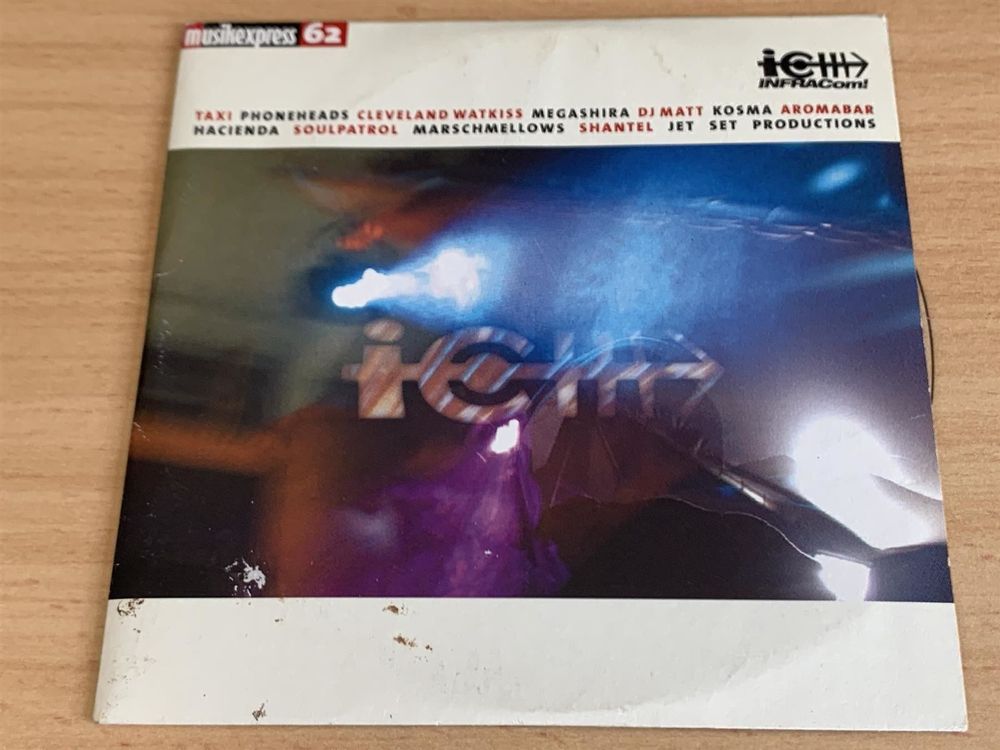 musikexpress 62
INFRACom!
TAXI PHONEHEADS CLEVELAND WATKISS MEGASHIRA DJ MATT KOSMA AROMABAR
HACIENDA SOULPATROL MARSCHMELLOWS SHANTEL JET SET PRODUCTIONS
ic